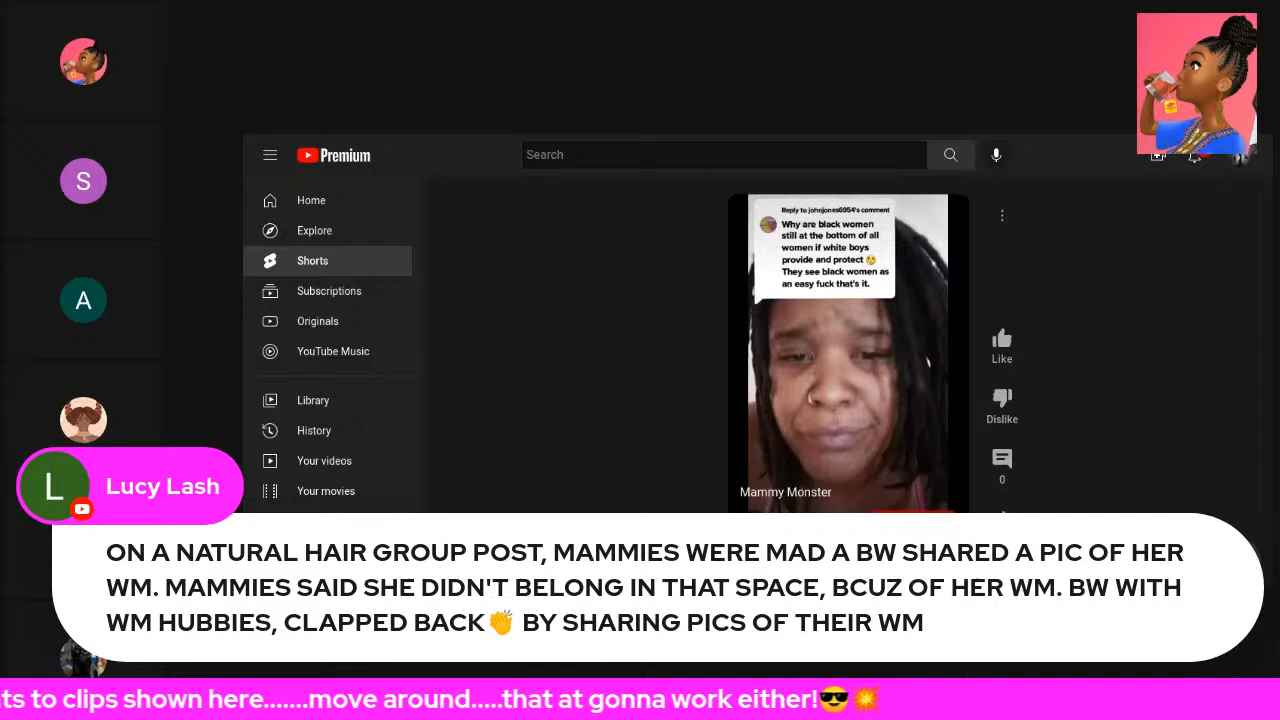 Premium
Search
Home
Explore
Shorts
Subscriptions
Originals
YouTube Music
Library
History
Your videos
Your movies
S
A
Reply to johnjones6954's comment
Why are black women
still at the bottom of all
women if white boys
provide and protect 🤔
They see black women as
an easy fuck that's it.
Mammy Monster
Like
Dislike
0
L
Lucy Lash
ON A NATURAL HAIR GROUP POST, MAMMIES WERE MAD A BW SHARED A PIC OF HER
WM. MAMMIES SAID SHE DIDN'T BELONG IN THAT SPACE, BCUZ OF HER WM. BW WITH
WM HUBBIES, CLAPPED BACK👏 BY SHARING PICS OF THEIR WM
ts to clips shown here.......move around.....that at gonna work either!😎💥